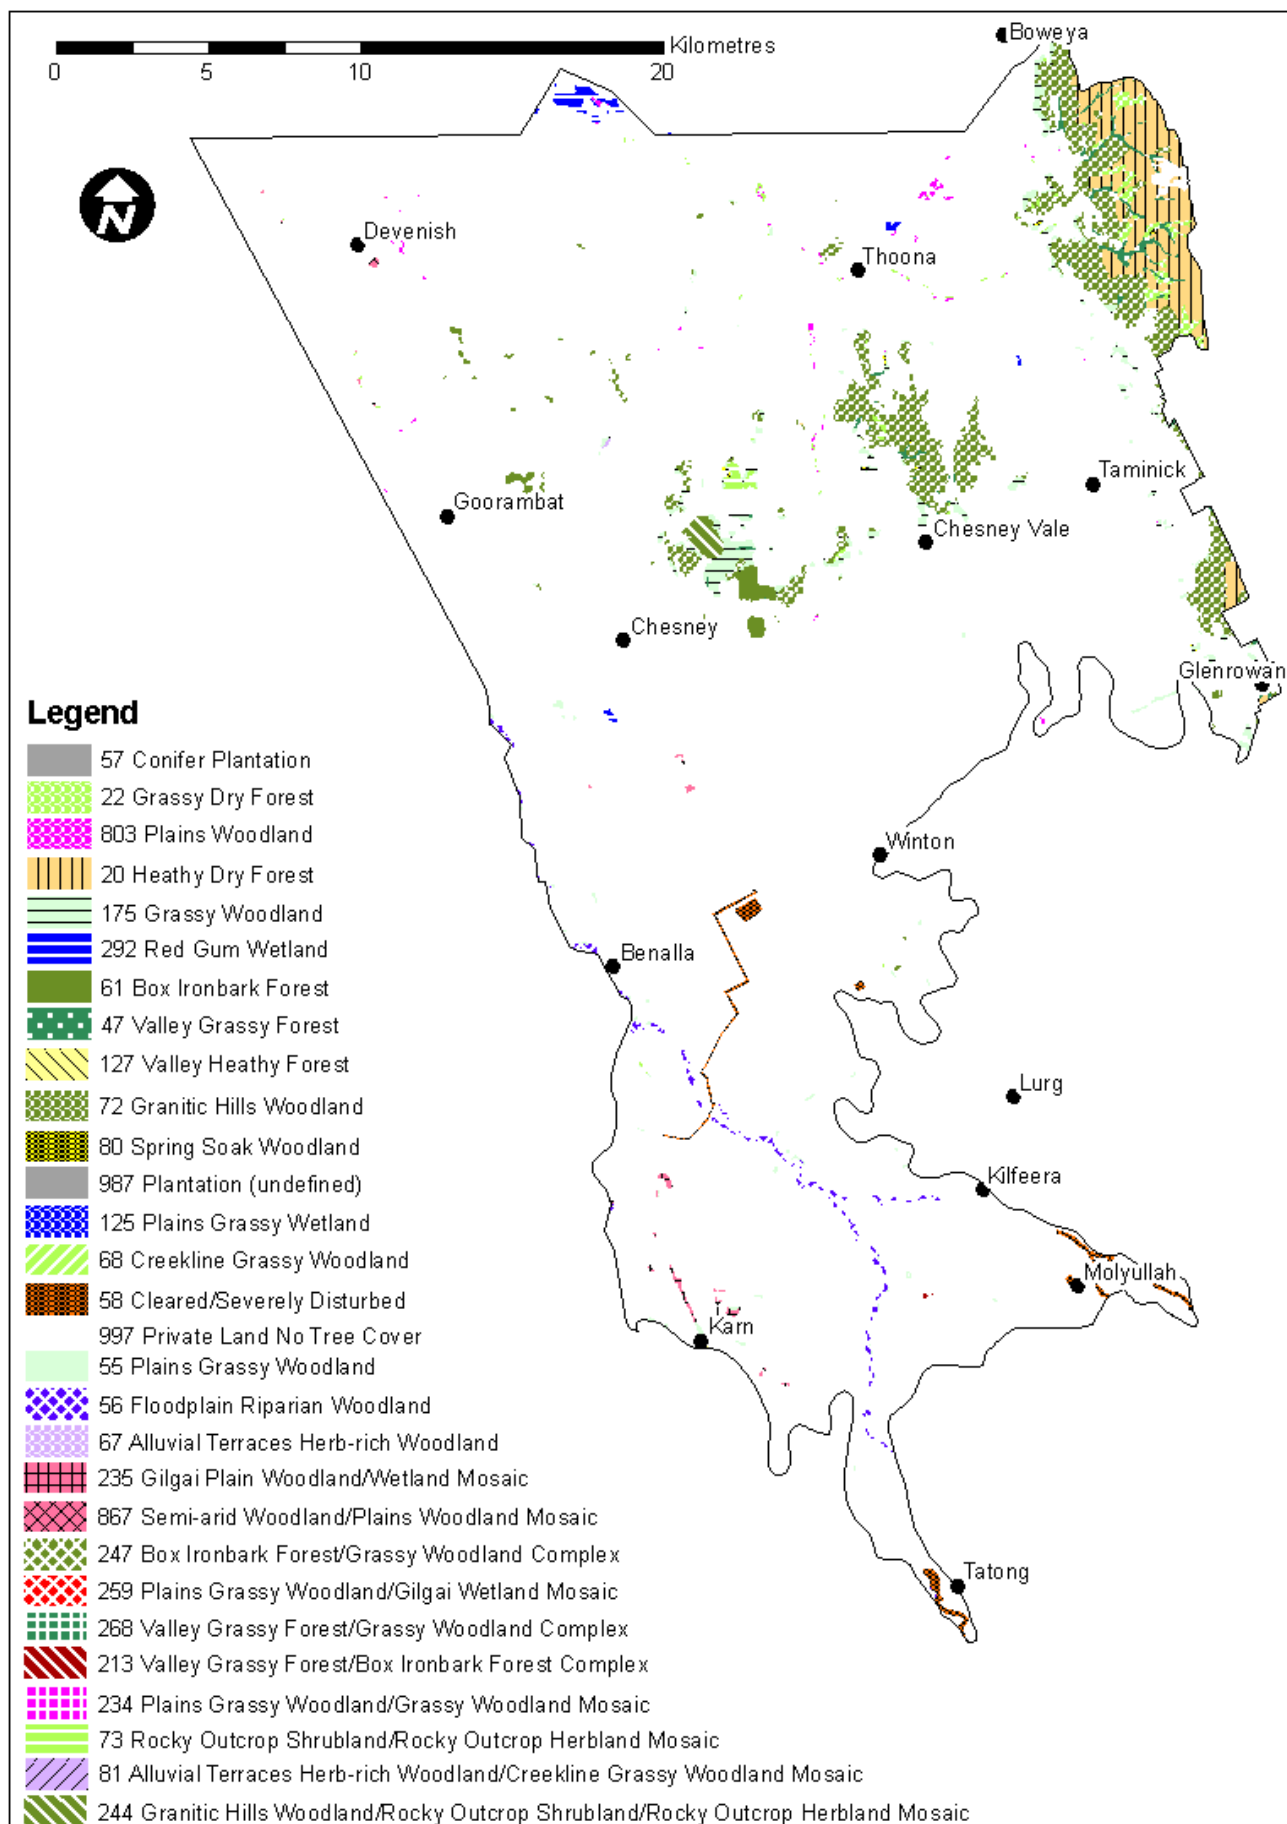 Boweya
Kilometres
0 5 10 20
N
Devenish
Thoona
Taminick
Goorambat
Chesney Vale
Chesney
Glenrowan
Winton
Benalla
Lurg
Kilfeera
Molyullah
Karn
Tatong
Legend
57 Conifer Plantation
22 Grassy Dry Forest
803 Plains Woodland
20 Heathy Dry Forest
175 Grassy Woodland
292 Red Gum Wetland
61 Box Ironbark Forest
47 Valley Grassy Forest
127 Valley Heathy Forest
72 Granitic Hills Woodland
80 Spring Soak Woodland
987 Plantation (undefined)
125 Plains Grassy Wetland
68 Creekline Grassy Woodland
58 Cleared/Severely Disturbed
997 Private Land No Tree Cover
55 Plains Grassy Woodland
56 Floodplain Riparian Woodland
67 Alluvial Terraces Herb-rich Woodland
235 Gilgai Plain Woodland/Wetland Mosaic
867 Semi-arid Woodland/Plains Woodland Mosaic
247 Box Ironbark Forest/Grassy Woodland Complex
259 Plains Grassy Woodland/Gilgai Wetland Mosaic
268 Valley Grassy Forest/Grassy Woodland Complex
213 Valley Grassy Forest/Box Ironbark Forest Complex
234 Plains Grassy Woodland/Grassy Woodland Mosaic
73 Rocky Outcrop Shrubland/Rocky Outcrop Herbland Mosaic
81 Alluvial Terraces Herb-rich Woodland/Creekline Grassy Woodland Mosaic
244 Granitic Hills Woodland/Rocky Outcrop Shrubland/Rocky Outcrop Herbland Mosaic